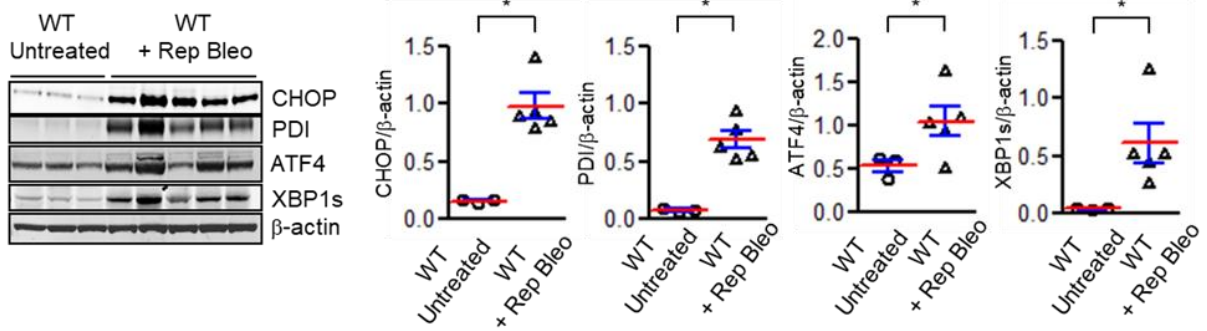 WT
Untreated
WT
+ Rep Bleo
CHOP
PDI
ATF4
XBP1s
β-actin
*
CHOP/β-actin
1.5
1.0
0.5
0.0
WT
Untreated
WT
+ Rep Bleo
*
PDI/β-actin
1.5
1.0
0.5
0.0
WT
Untreated
WT
+ Rep Bleo
*
ATF4/β-actin
2.0
1.5
1.0
0.5
0.0
WT
Untreated
WT
+ Rep Bleo
*
XBP1s/β-actin
1.5
1.0
0.5
0.0
WT
Untreated
WT
+ Rep Bleo